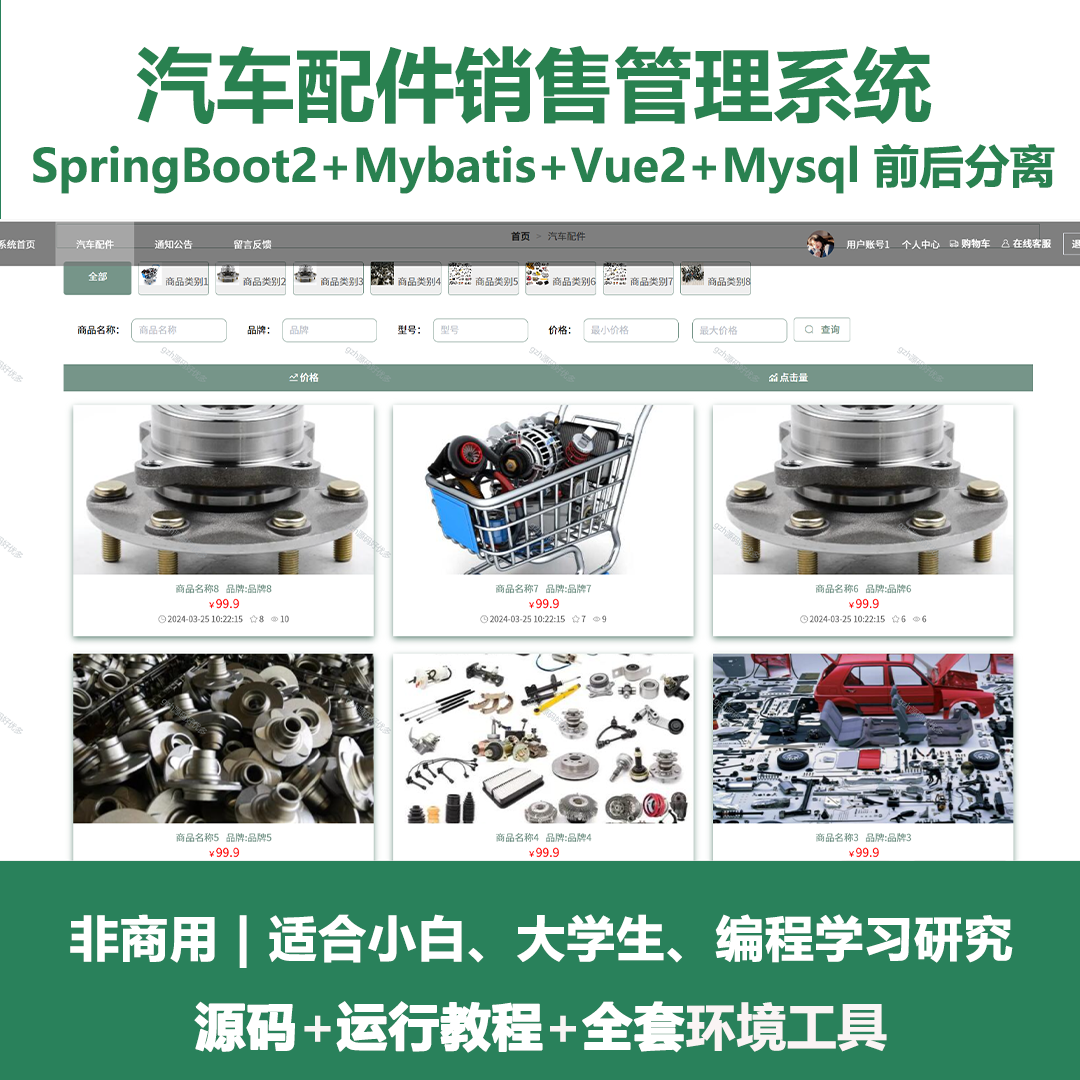 汽车配件销售管理系统
SpringBoot2+Mybatis+Vue2+Mysql 前后分离
首页 > 汽车配件
系统首页 汽车配件 通知公告 留言反馈 用户账号1 个人中心 购物车 在线客服 退
全部 商品类别1 商品类别2 商品类别3 商品类别4 商品类别5 商品类别6 商品类别7 商品类别8
商品名称: 商品名称 品牌: 品牌 型号: 型号 价格: 最小价格 最大价格 查询
价格 点击量
商品名称8 品牌:品牌8
¥99.9
2024-03-25 10:22:15 8 10
商品名称7 品牌:品牌7
¥99.9
2024-03-25 10:22:15 7 9
商品名称6 品牌:品牌6
¥99.9
2024-03-25 10:22:15 6 6
商品名称5 品牌:品牌5
¥99.9
商品名称4 品牌:品牌4
¥99.9
商品名称3 品牌:品牌3
¥99.9
gzh源码好优多
非商用 | 适合小白、大学生、编程学习研究
源码+运行教程+全套环境工具